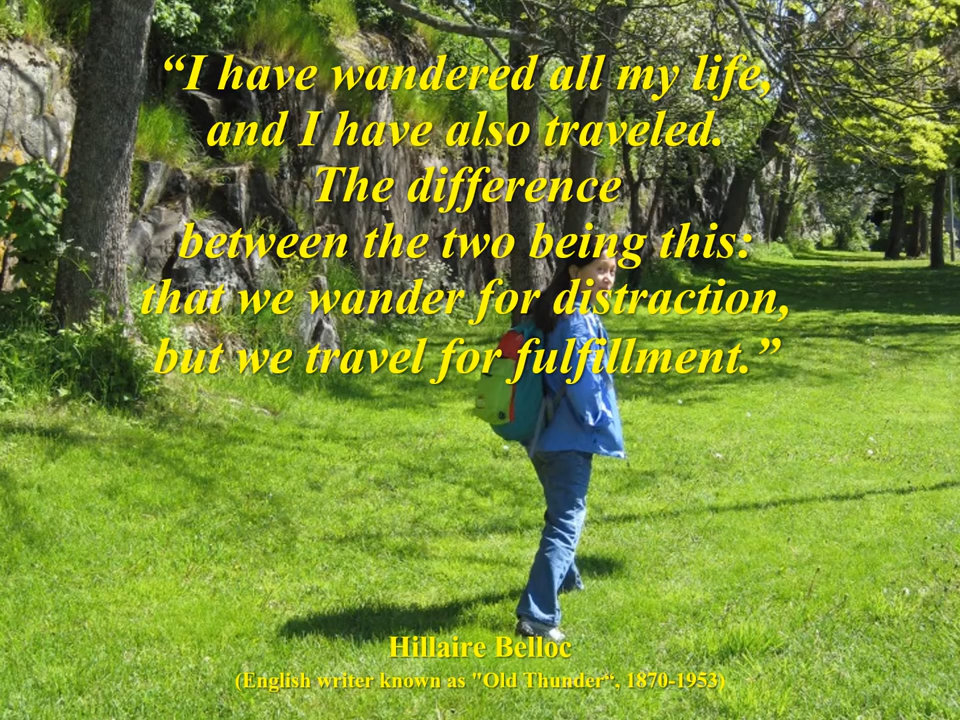 “I have wandered all my life,
and I have also traveled.
The difference
between the two being this:
that we wander for distraction,
but we travel for fulfillment.”
Hillaire Belloc
(English writer known as "Old Thunder“, 1870-1953)